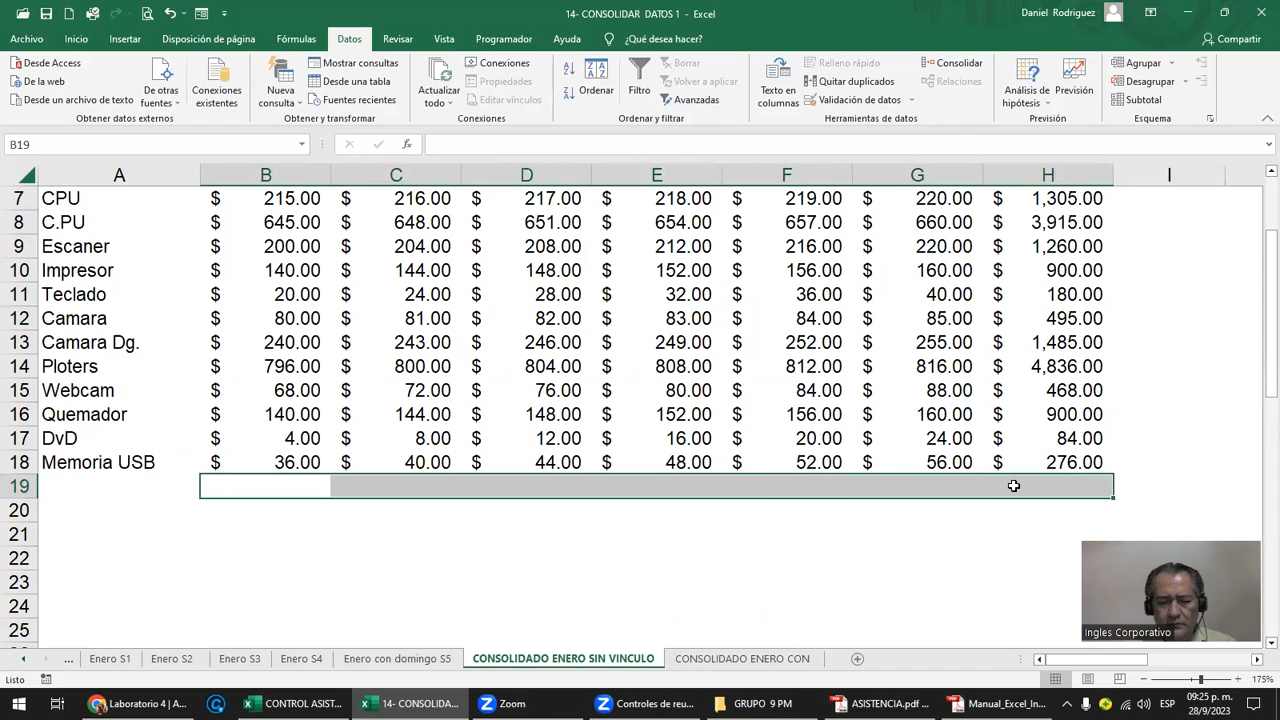 14- CONSOLIDAR DATOS 1 - Excel
Daniel Rodriguez
Archivo Inicio Insertar Disposición de página Fórmulas Datos Revisar Vista Programador Ayuda ¿Qué desea hacer? Compartir
Desde Access
De la web
Desde un archivo de texto
De otras fuentes
Conexiones existentes
Obtener datos externos
Nueva consulta
Mostrar consultas
Desde una tabla
Fuentes recientes
Obtener y transformar
Actualizar todo
Conexiones
Propiedades
Editar vínculos
Conexiones
Ordenar
Filtro
Borrar
Volver a aplicar
Avanzadas
Ordenar y filtrar
Texto en columnas
Relleno rápido
Quitar duplicados
Validación de datos
Consolidar
Relaciones
Herramientas de datos
Análisis de hipótesis
Previsión
Previsión
Agrupar
Desagrupar
Subtotal
Esquema
B19
A B C D E F G H I
7 CPU $ 215.00 $ 216.00 $ 217.00 $ 218.00 $ 219.00 $ 220.00 $ 1,305.00
8 C.PU $ 645.00 $ 648.00 $ 651.00 $ 654.00 $ 657.00 $ 660.00 $ 3,915.00
9 Escaner $ 200.00 $ 204.00 $ 208.00 $ 212.00 $ 216.00 $ 220.00 $ 1,260.00
10 Impresor $ 140.00 $ 144.00 $ 148.00 $ 152.00 $ 156.00 $ 160.00 $ 900.00
11 Teclado $ 20.00 $ 24.00 $ 28.00 $ 32.00 $ 36.00 $ 40.00 $ 180.00
12 Camara $ 80.00 $ 81.00 $ 82.00 $ 83.00 $ 84.00 $ 85.00 $ 495.00
13 Camara Dg. $ 240.00 $ 243.00 $ 246.00 $ 249.00 $ 252.00 $ 255.00 $ 1,485.00
14 Ploters $ 796.00 $ 800.00 $ 804.00 $ 808.00 $ 812.00 $ 816.00 $ 4,836.00
15 Webcam $ 68.00 $ 72.00 $ 76.00 $ 80.00 $ 84.00 $ 88.00 $ 468.00
16 Quemador $ 140.00 $ 144.00 $ 148.00 $ 152.00 $ 156.00 $ 160.00 $ 900.00
17 DvD $ 4.00 $ 8.00 $ 12.00 $ 16.00 $ 20.00 $ 24.00 $ 84.00
18 Memoria USB $ 36.00 $ 40.00 $ 44.00 $ 48.00 $ 52.00 $ 56.00 $ 276.00
19
20
21
22
23
24
25
Ingles Corporativo
... Enero S1 Enero S2 Enero S3 Enero S4 Enero con domingo S5 CONSOLIDADO ENERO SIN VINCULO CONSOLIDADO ENERO CON
Listo
175%
Laboratorio 4 | A...
CONTROL ASIST...
14- CONSOLIDA...
Zoom
Controles de reu...
GRUPO 9 PM
ASISTENCIA.pdf ...
Manual_Excel_In...
ESP
09:25 p. m.
28/9/2023